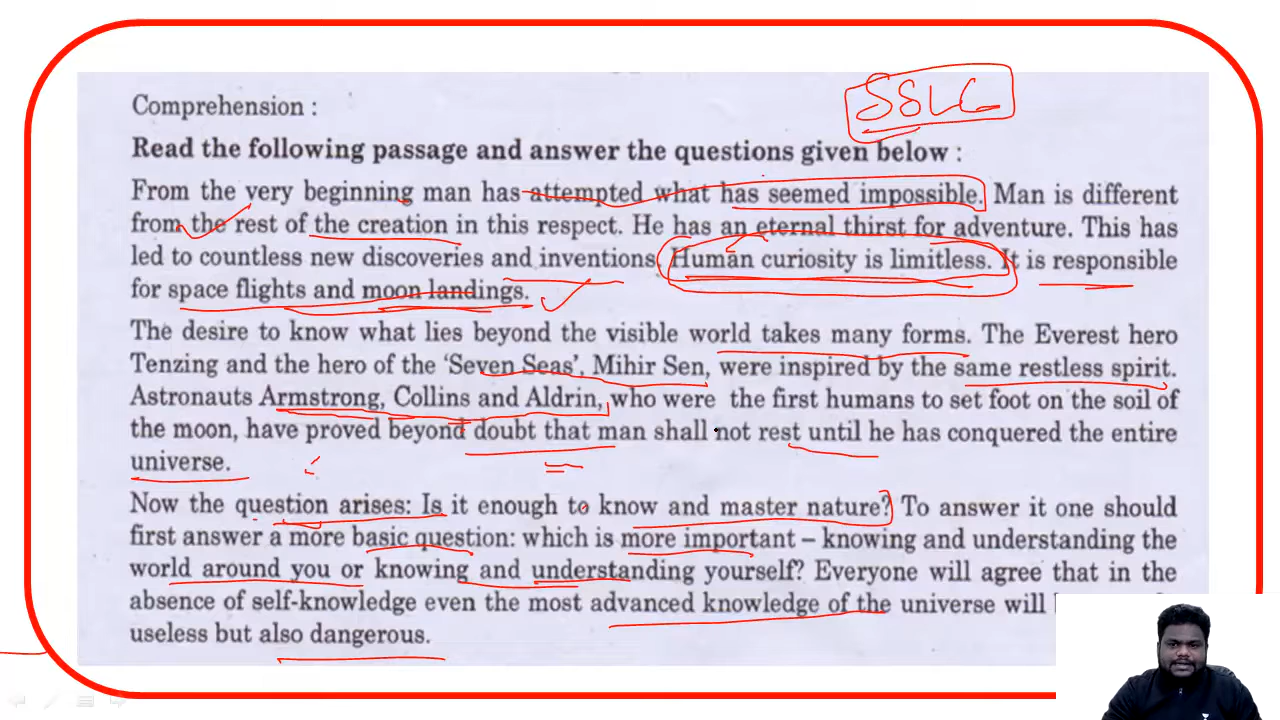 SSLC
Comprehension :
Read the following passage and answer the questions given below :
From the very beginning man has attempted what has seemed impossible. Man is different
from the rest of the creation in this respect. He has an eternal thirst for adventure. This has
led to countless new discoveries and inventions. Human curiosity is limitless. It is responsible
for space flights and moon landings.
The desire to know what lies beyond the visible world takes many forms. The Everest hero
Tenzing and the hero of the 'Seven Seas', Mihir Sen, were inspired by the same restless spirit.
Astronauts Armstrong, Collins and Aldrin, who were the first humans to set foot on the soil of
the moon, have proved beyond doubt that man shall not rest until he has conquered the entire
universe.
Now the question arises: Is it enough to know and master nature? To answer it one should
first answer a more basic question: which is more important – knowing and understanding the
world around you or knowing and understanding yourself? Everyone will agree that in the
absence of self-knowledge even the most advanced knowledge of the universe will
useless but also dangerous.